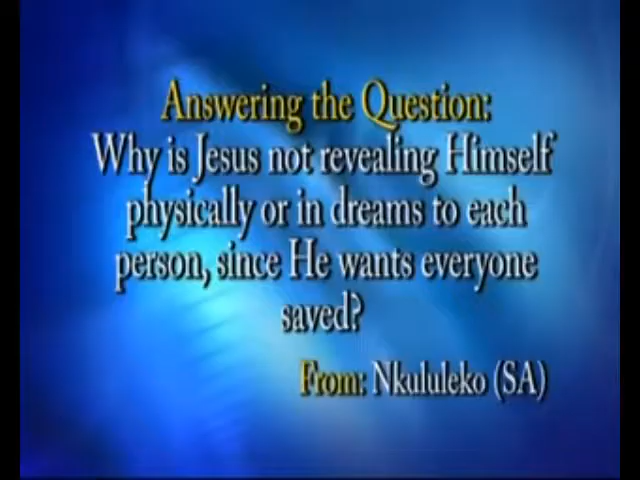 Answering the Question:
Why is Jesus not revealing Himself
physically or in dreams to each
person, since He wants everyone
saved?
From: Nkululeko (SA)